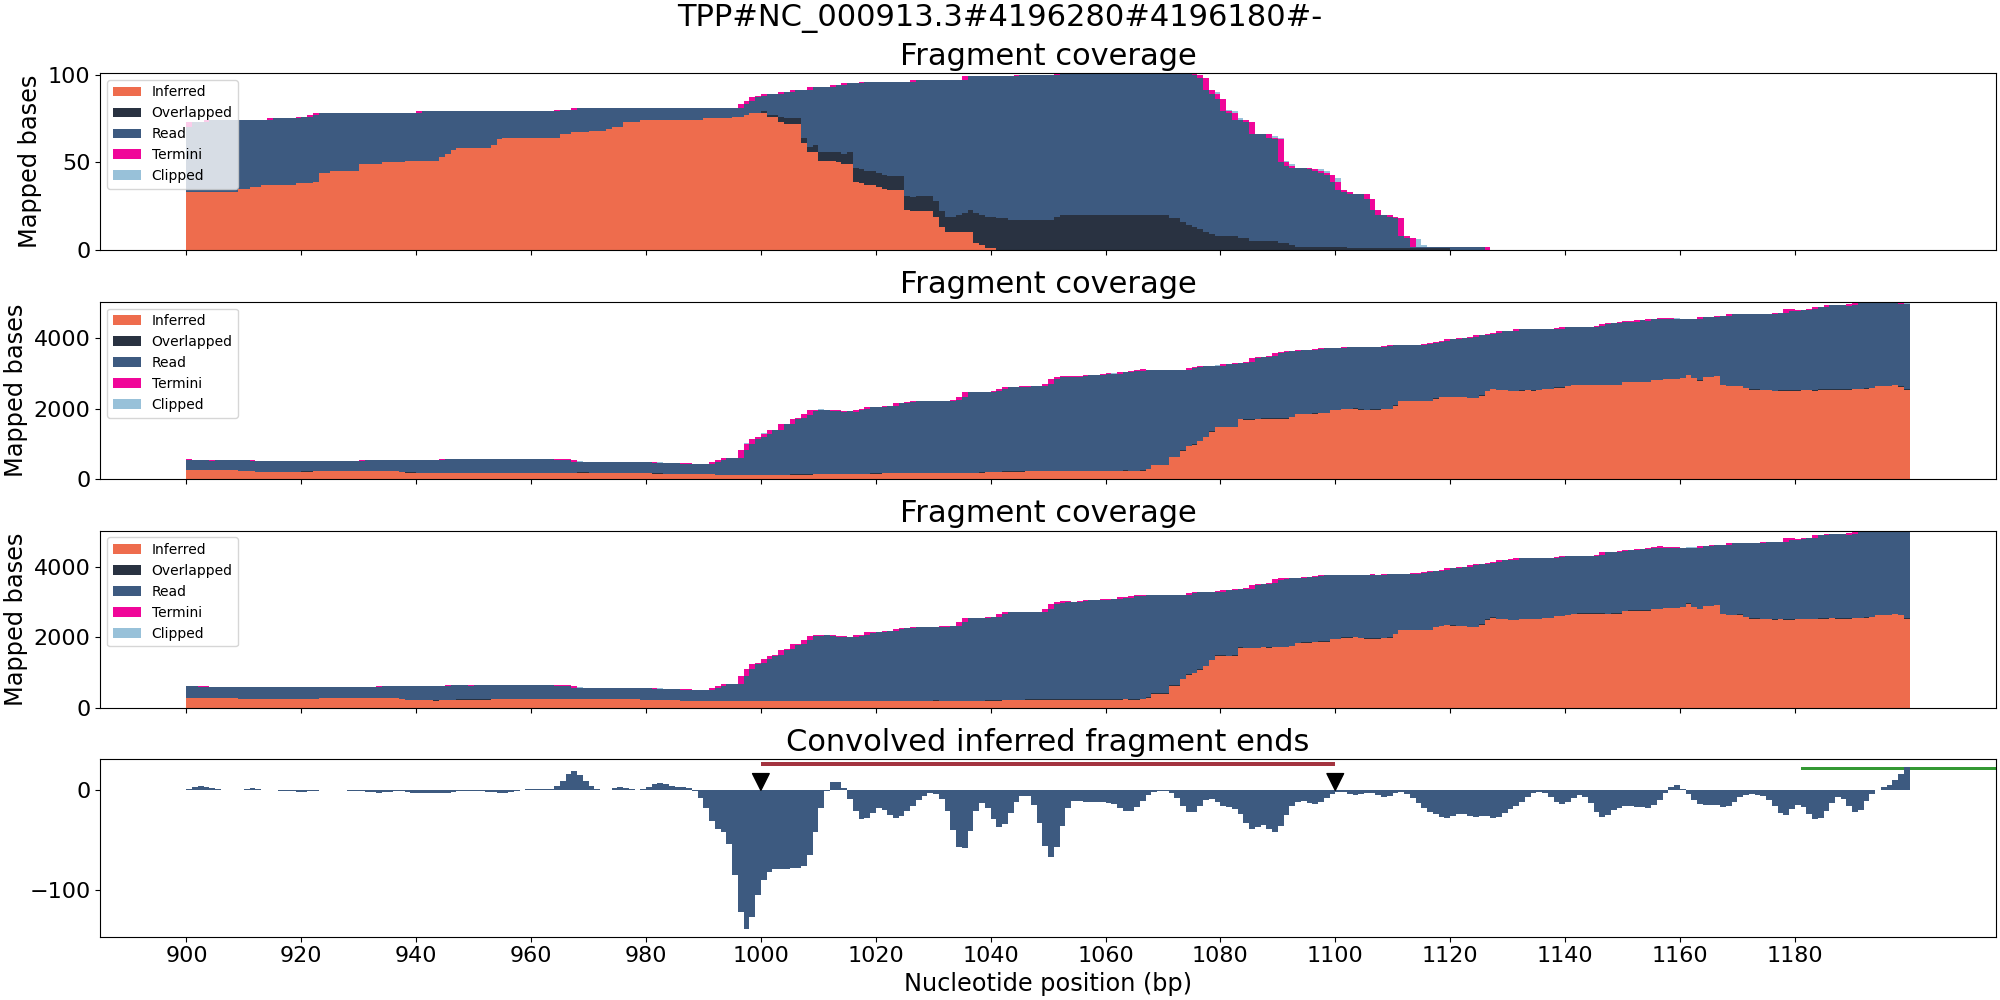 TPP#NC_000913.3#4196280#4196180#-
Fragment coverage
Mapped bases
100
50
0
Inferred
Overlapped
Read
Termini
Clipped
Fragment coverage
Mapped bases
4000
2000
0
Inferred
Overlapped
Read
Termini
Clipped
Fragment coverage
Mapped bases
4000
2000
0
Inferred
Overlapped
Read
Termini
Clipped
Convolved inferred fragment ends
0
−100
900 920 940 960 980 1000 1020 1040 1060 1080 1100 1120 1140 1160 1180
Nucleotide position (bp)